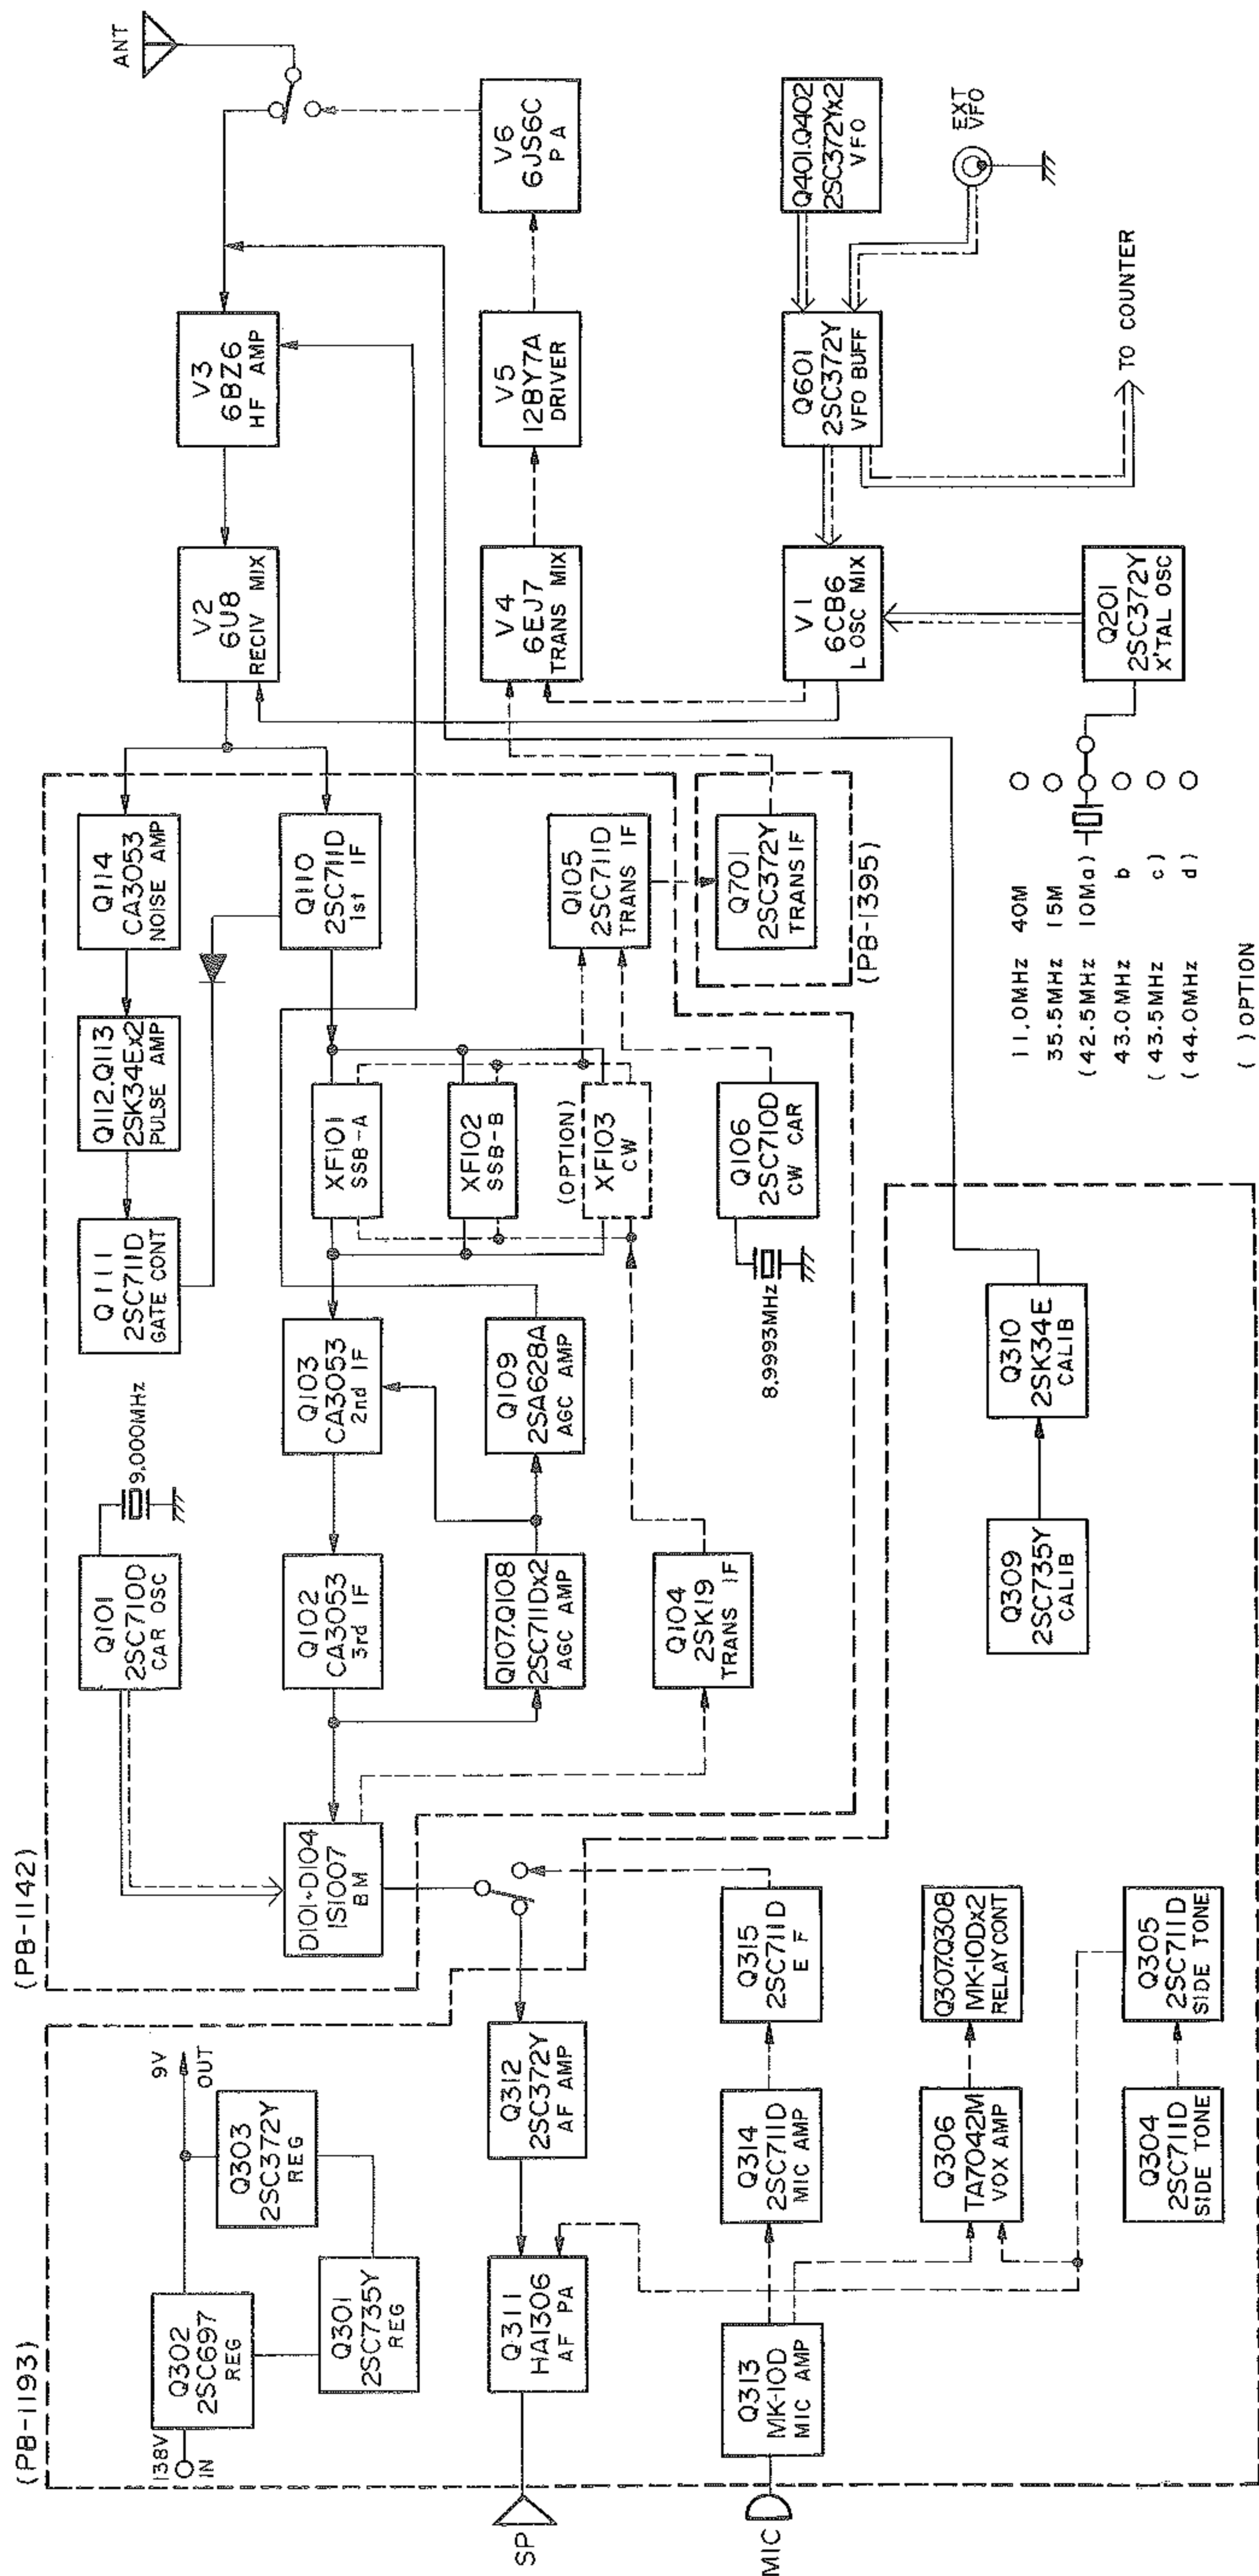 (PB-1193)
138V
IN
Q302
2SC697
REG
Q301
2SC735Y
REG
Q303
2SC372Y
REG
9V
OUT
SP
Q311
HA1306
AF PA
Q312
2SC372Y
AF AMP
MIC
Q313
MK-10D
MIC AMP
Q314
2SC711D
MIC AMP
Q315
2SC711D
E F
Q306
TA7042M
VOX AMP
Q307.Q308
MK-10Dx2
RELAY CONT
Q304
2SC711D
SIDE TONE
Q305
2SC711D
SIDE TONE
Q309
2SC735Y
CALIB
Q310
2SK34E
CALIB
(PB-1142)
D101~D104
1S1007
BM
Q101
2SC710D
CAR OSC
9.000MHz
Q102
CA3053
3rd IF
Q103
CA3053
2nd IF
Q107.Q108
2SC711Dx2
AGC AMP
Q109
2SA628A
AGC AMP
Q104
2SK19
TRANS IF
Q111
2SC711D
GATE CONT
Q112.Q113
2SK34Ex2
PULSE AMP
Q114
CA3053
NOISE AMP
Q110
2SC711D
1st IF
XF101
SSB-A
XF102
SSB-B
(OPTION)
XF103
CW
8.9993MHz
Q106
2SC710D
CW CAR
Q105
2SC711D
TRANS IF
Q701
2SC372Y
TRANS IF
(PB-1395)
V2
6U8
RECIV MIX
V3
6BZ6
HF AMP
ANT
V4
6EJ7
TRANS MIX
V5
12BY7A
DRIVER
V6
6JS6C
P A
V1
6CB6
L OSC MIX
Q601
2SC372Y
VFO BUFF
Q401.Q402
2SC372Yx2
VFO
EXT
VFO
TO COUNTER
Q201
2SC372Y
X'TAL OSC
11.0MHz 40M
35.5MHz 15M
(42.5MHz 10Ma)
43.0MHz b
(43.5MHz c)
(44.0MHz d)
( ) OPTION